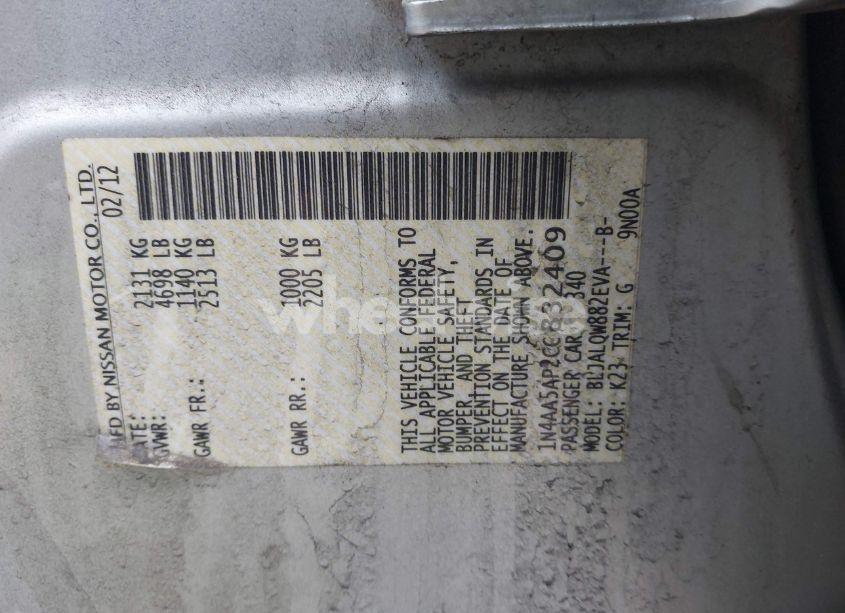 MFD BY NISSAN MOTOR CO., LTD.
DATE: 02/12
GVWR: 2131 KG
4698 LB
GAWR FR.: 1140 KG
2513 LB
GAWR RR.: 1000 KG
2205 LB
THIS VEHICLE CONFORMS TO
ALL APPLICABLE FEDERAL
MOTOR VEHICLE SAFETY,
BUMPER, AND THEFT
PREVENTION STANDARDS IN
EFFECT ON THE DATE OF
MANUFACTURE SHOWN ABOVE.
1N4AA5AP2CC832409
PASSENGER CAR 340
MODEL: BLJALQW882EVA---B-
COLOR: K23 TRIM: G 9N00A